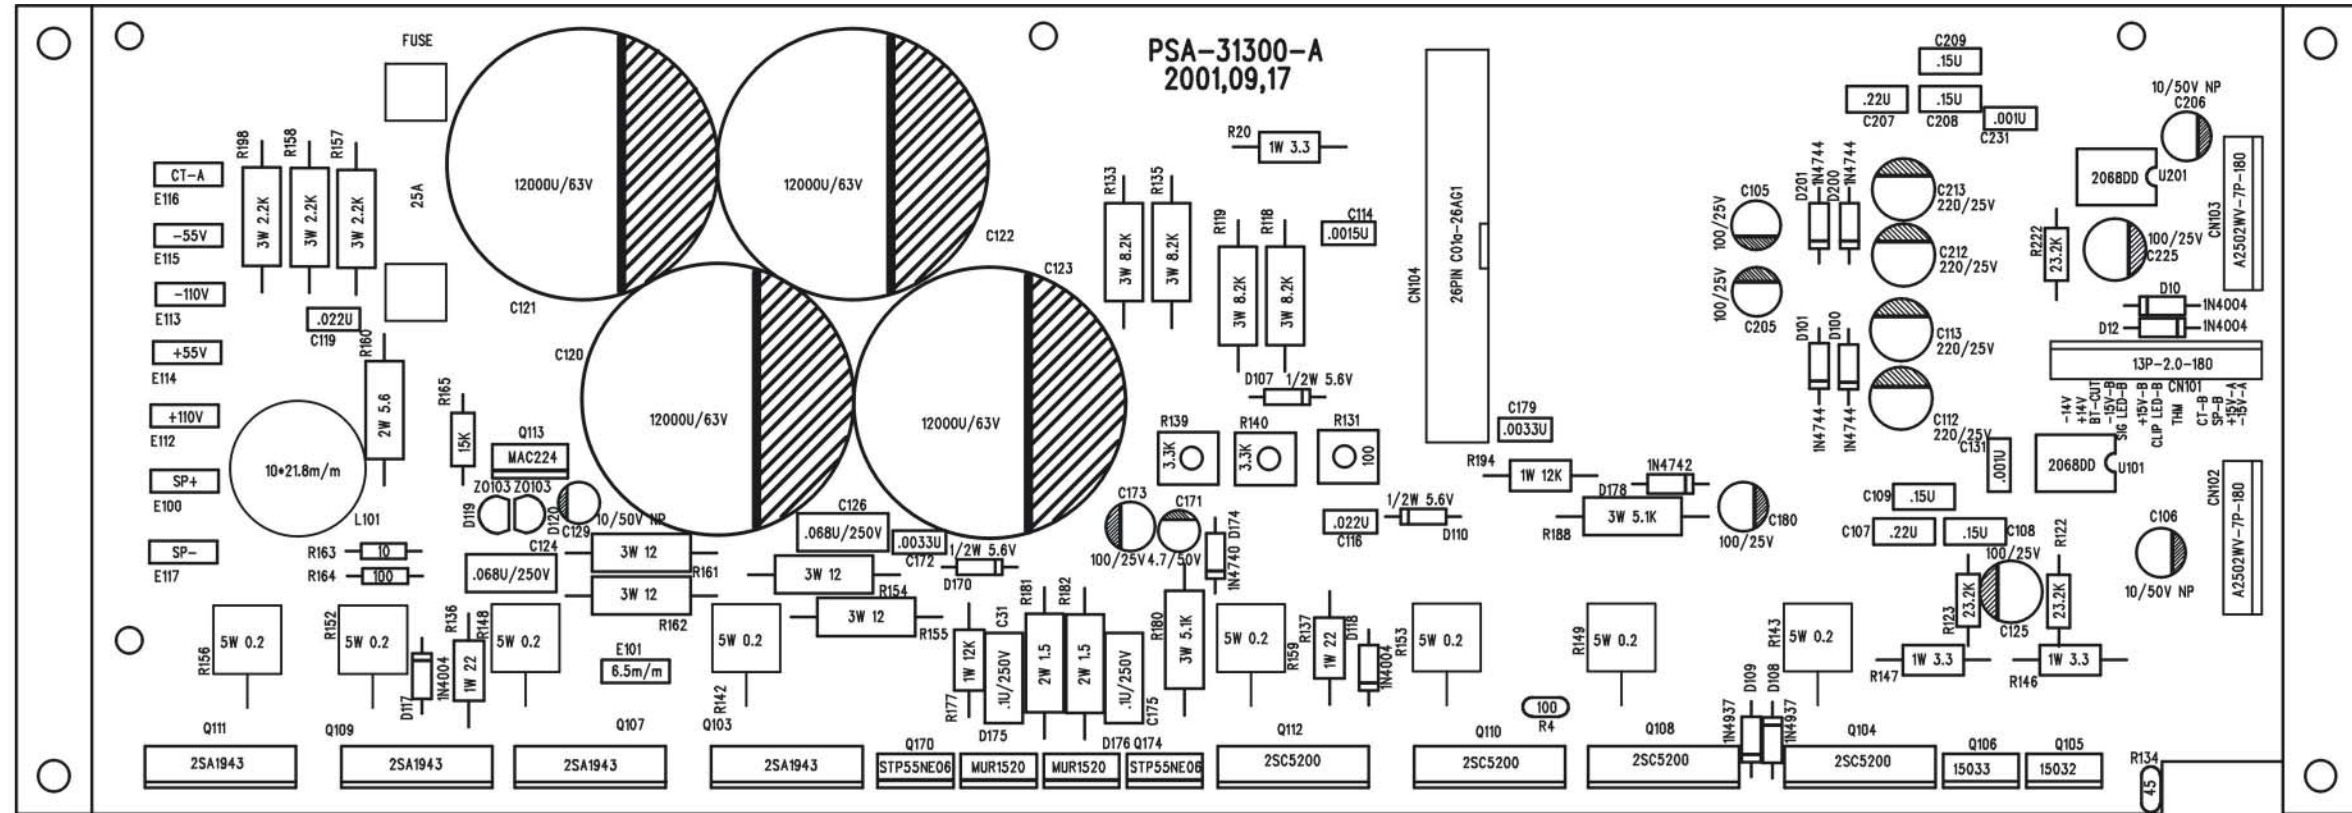 FUSE
PSA-31300-A
2001,09,17
C209
.15U
10/50V NP
C206
.22U
C207
.15U
C208
.001U
C231
R198
3W 2.2K
R158
3W 2.2K
R157
3W 2.2K
25A
12000U/63V
C121
12000U/63V
C122
R20
1W 3.3
R133
3W 8.2K
R135
3W 8.2K
R119
3W 8.2K
R118
3W 8.2K
C114
.0015U
CN104
26PIN C01a-26AG1
C105
100/25V
100/25V
C205
D201
1N4744
D200
1N4744
C213
220/25V
C212
220/25V
2068DD
U201
R222
23.2K
100/25V
C225
CN103
A2502WV-7P-180
CT-A
E116
-55V
E115
-110V
E113
+55V
E114
+110V
E112
SP+
E100
SP-
E117
.022U
C119
R160
2W 5.6
C120
12000U/63V
C123
12000U/63V
D10
1N4004
D12
1N4004
D101
1N4744
D100
1N4744
C113
220/25V
C112
220/25V
13P-2.0-180
CN101
-14V
+14V
BT-CUT
-15V-B
SIG LED-B
+15V-B
CLIP LED-B
THM
CT-B
SP-B
+15V-A
-15V-A
D107
1/2W 5.6V
10*21.8m/m
L101
R165
15K
Q113
MAC224
Z0103
Z0103
D119
D120
C129
10/50V NP
R139
3.3K
R140
3.3K
R131
100
C179
.0033U
R194
1W 12K
1N4742
D178
3W 5.1K
R188
C180
100/25V
C131
.001U
2068DD
U101
CN102
A2502WV-7P-180
C109
.15U
C107
.22U
.15U
C108
C106
10/50V NP
R163
10
R164
100
C124
.068U/250V
3W 12
R161
3W 12
R162
C126
.068U/250V
.0033U
C172
3W 12
R154
3W 12
R155
1/2W 5.6V
D170
C173
100/25V
C171
4.7/50V
D174
1N4740
.022U
C116
1/2W 5.6V
D110
100/25V
C125
R123
23.2K
R122
23.2K
5W 0.2
R156
R152
5W 0.2
D117
1N4004
R136
1W 22
R148
5W 0.2
E101
6.5m/m
5W 0.2
R142
1W 12K
R177
C31
.1U/250V
R181
2W 1.5
R182
2W 1.5
.1U/250V
C175
R180
3W 5.1K
5W 0.2
R159
R137
1W 22
D118
1N4004
R153
5W 0.2
R149
5W 0.2
R143
5W 0.2
1W 3.3
R147
1W 3.3
R146
100
R4
D109
1N4937
D108
1N4937
Q111
2SA1943
Q109
2SA1943
Q107
2SA1943
Q103
2SA1943
Q170
STP55NE06
D175
MUR1520
D176
MUR1520
Q174
STP55NE06
Q112
2SC5200
Q110
2SC5200
Q108
2SC5200
Q104
2SC5200
Q106
15033
Q105
15032
R134
45